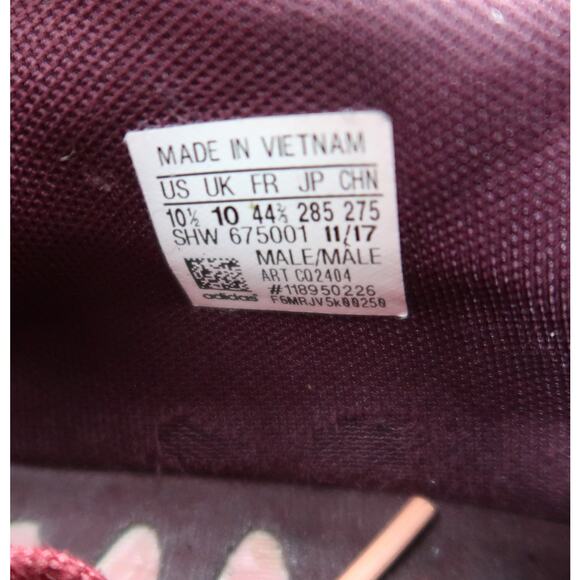 MADE IN VIETNAM
US UK FR JP CHN
10½ 10 44⅔ 285 275
SHW 675001 11/17
MALE/MÂLE
ART CQ2404
#118950226
adidas F6MRJV5k00250